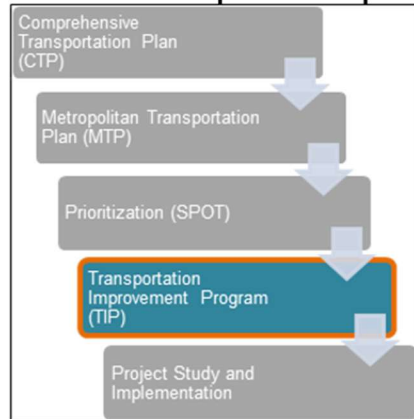 Comprehensive
Transportation Plan
(CTP)
Metropolitan Transportation
Plan (MTP)
Prioritization (SPOT)
Transportation
Improvement Program
(TIP)
Project Study and
Implementation